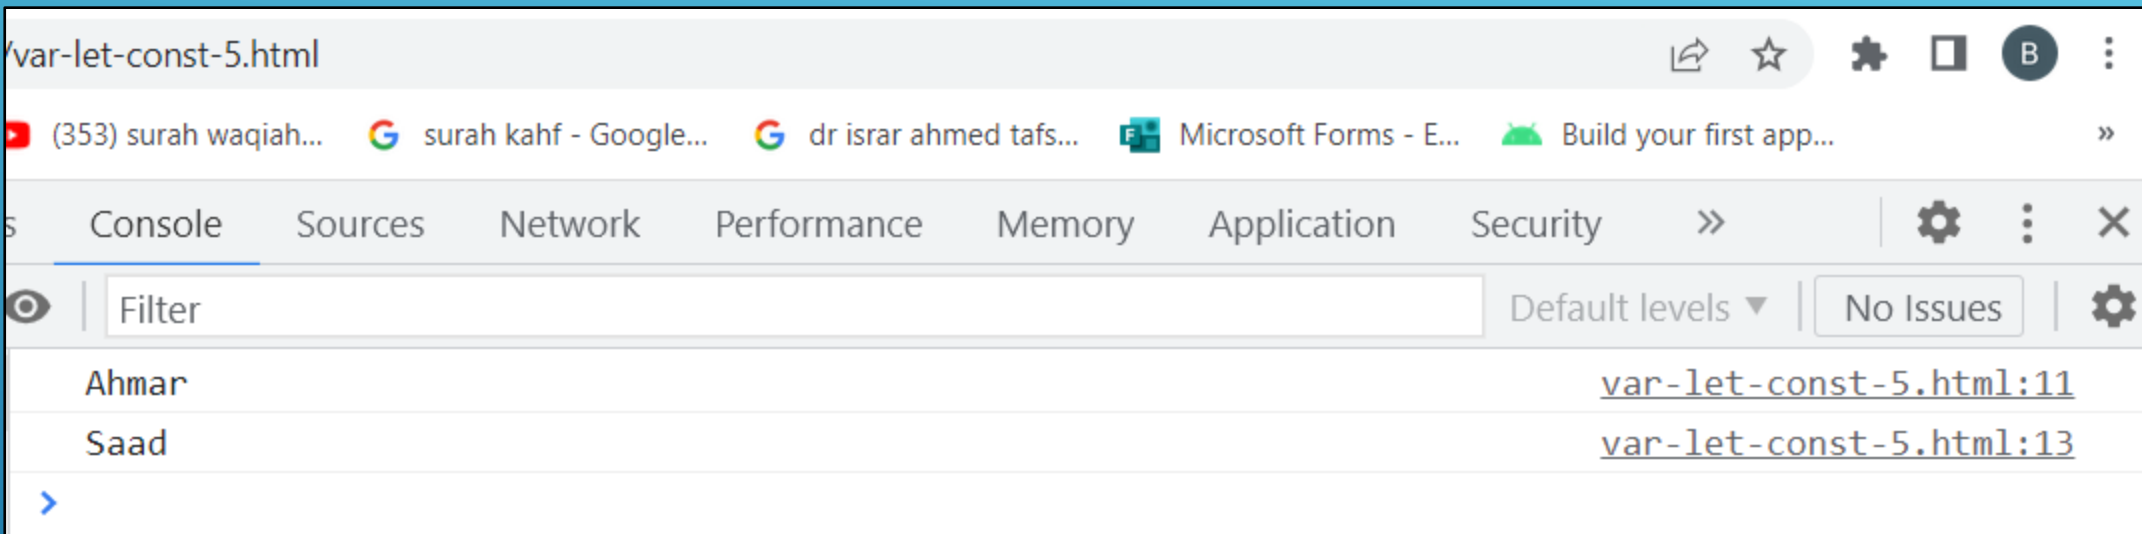 /var-let-const-5.html B
(353) surah waqiah... surah kahf - Google... dr israr ahmed tafs... Microsoft Forms - E... Build your first app... »
s Console Sources Network Performance Memory Application Security »
Filter Default levels ▼ No Issues
Ahmar var-let-const-5.html:11
Saad var-let-const-5.html:13
>